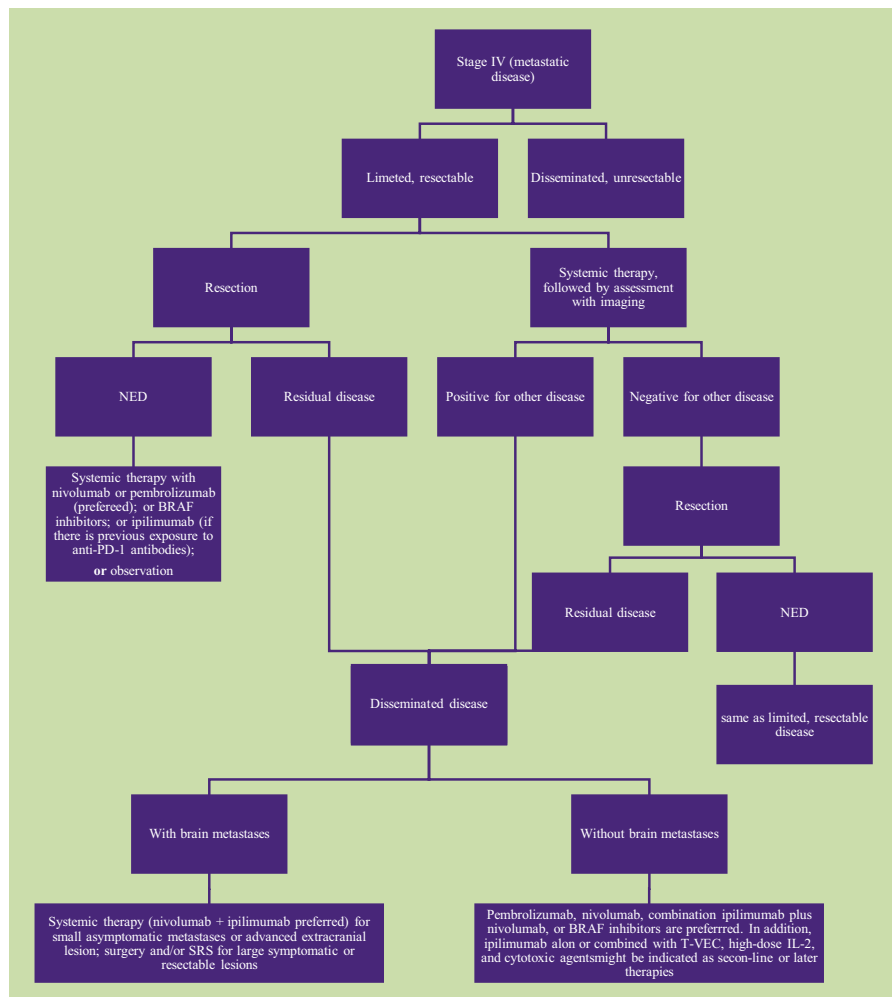 Stage IV (metastatic
disease)
Limeted, resectable
Disseminated, unresectable
Resection
Systemic therapy,
followed by assessment
with imaging
NED
Residual disease
Positive for other disease
Negative for other disease
Systemic therapy with
nivolumab or pembrolizumab
(prefereed); or BRAF
inhibitors; or ipilimumab (if
there is previous exposure to
anti-PD-1 antibodies);
or observation
Resection
Residual disease
NED
Disseminated disease
same as limited, resectable
disease
With brain metastases
Without brain metastases
Systemic therapy (nivolumab + ipilimumab preferred) for
small asymptomatic metastases or advanced extracranial
lesion; surgery and/or SRS for large symptomatic or
resectable lesions
Pembrolizumab, nivolumab, combination ipilimumab plus
nivolumab, or BRAF inhibitors are preferrred. In addition,
ipilimumab alon or combined with T-VEC, high-dose IL-2,
and cytotoxic agentsmight be indicated as secon-line or later
therapies